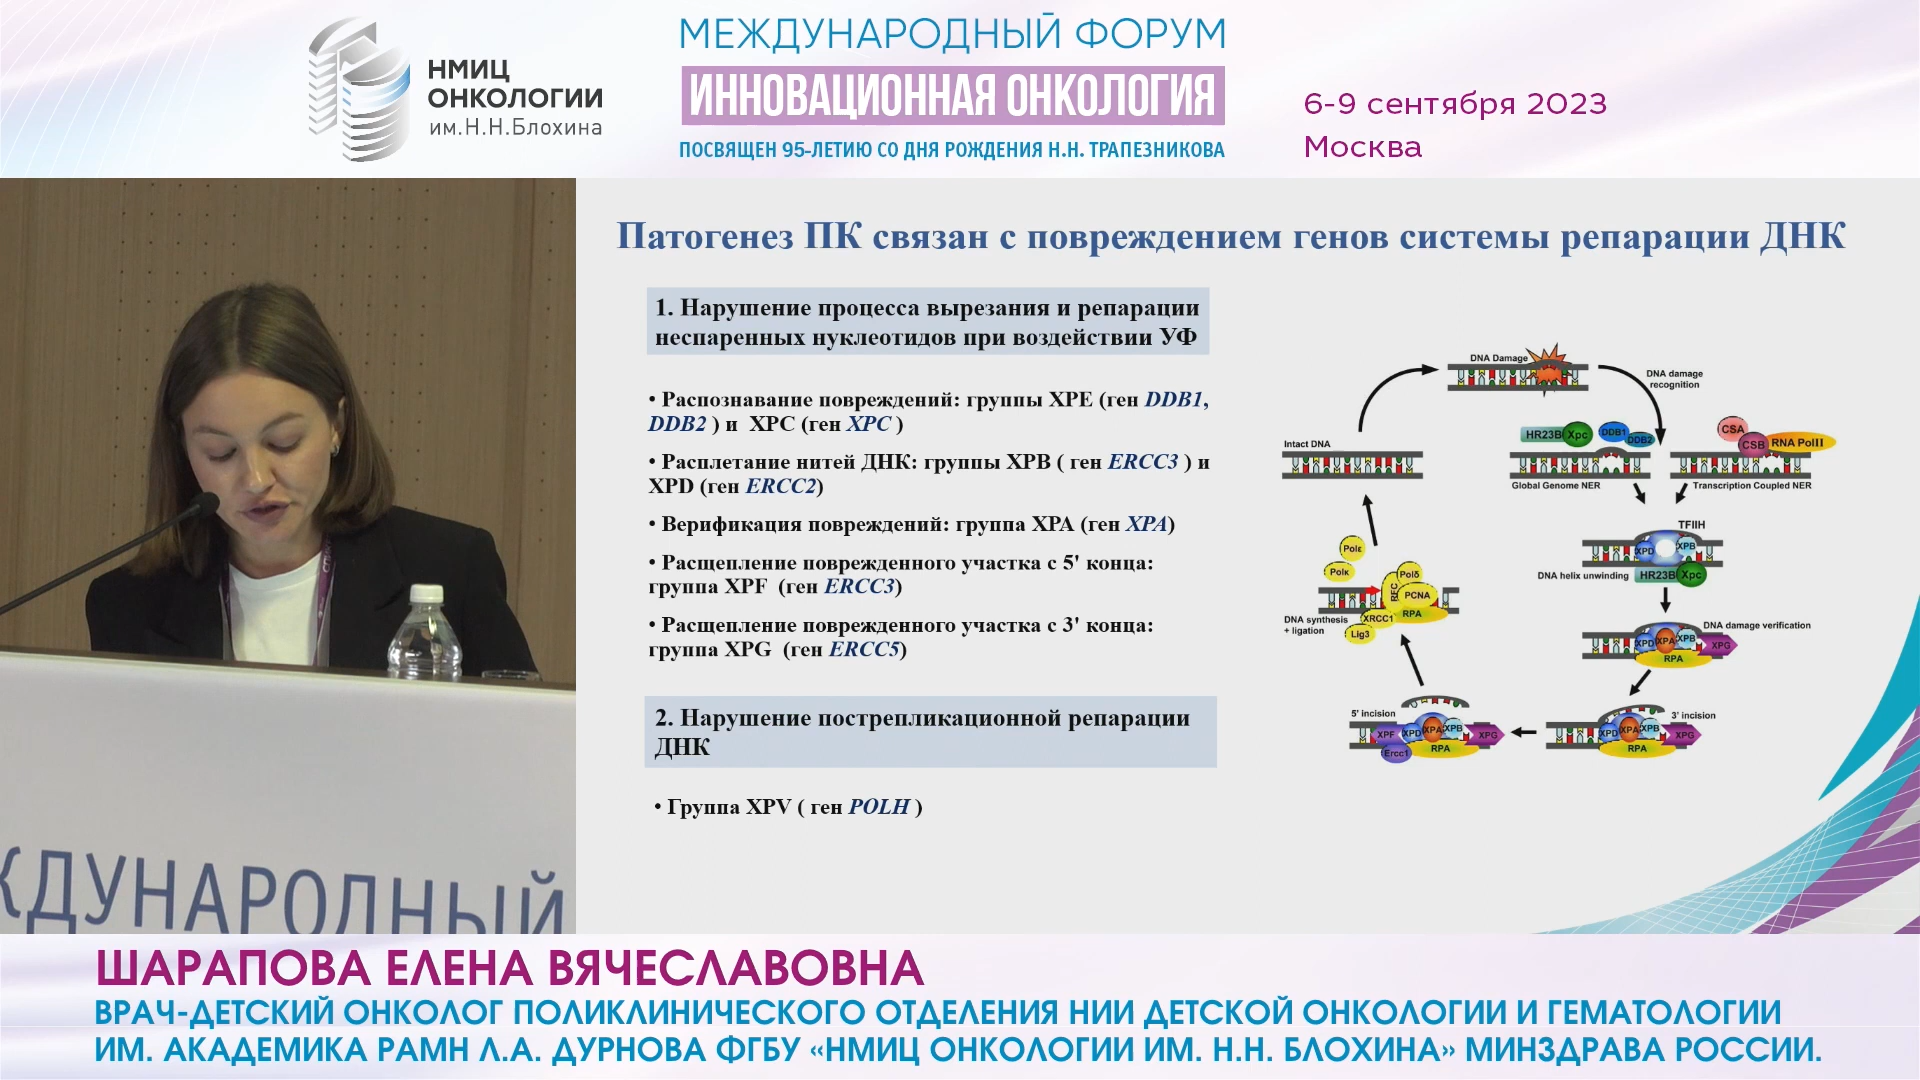 НМИЦ
ОНКОЛОГИИ
им.Н.Н.Блохина
МЕЖДУНАРОДНЫЙ ФОРУМ
ИННОВАЦИОННАЯ ОНКОЛОГИЯ
ПОСВЯЩЕН 95-ЛЕТИЮ СО ДНЯ РОЖДЕНИЯ Н.Н. ТРАПЕЗНИКОВА
6-9 сентября 2023
Москва
Патогенез ПК связан с повреждением генов системы репарации ДНК
1. Нарушение процесса вырезания и репарации
неспаренных нуклеотидов при воздействии УФ
• Распознавание повреждений: группы XPE (ген DDB1,
DDB2 ) и XPC (ген XPC )
• Расплетание нитей ДНК: группы XPB ( ген ERCC3 ) и
XPD (ген ERCC2)
• Верификация повреждений: группа XPA (ген XPA)
• Расщепление поврежденного участка с 5' конца:
группа XPF (ген ERCC3)
• Расщепление поврежденного участка с 3' конца:
группа XPG (ген ERCC5)
2. Нарушение пострепликационной репарации
ДНК
• Группа XPV ( ген POLH )
DNA Damage
DNA damage
recognition
Intact DNA
HR23B Xpc
DDB1
DDB2
CSA
CSB
RNA PolII
Global Genome NER
Transcription Coupled NER
TFIIH
XPD
XPB
DNA helix unwinding
HR23B Xpc
DNA damage verification
XPD XPA XPB XPG
RPA
3' incision
XPD XPA XPB XPG
RPA
5' incision
XPF XPD XPA XPB XPG
Ercc1
RPA
Polε
Polκ
Polδ
RFC
PCNA
RPA
XRCC1
Lig3
DNA synthesis
+ ligation
ЖДУНАРОДНЫЙ
ШАРАПОВА ЕЛЕНА ВЯЧЕСЛАВОВНА
ВРАЧ-ДЕТСКИЙ ОНКОЛОГ ПОЛИКЛИНИЧЕСКОГО ОТДЕЛЕНИЯ НИИ ДЕТСКОЙ ОНКОЛОГИИ И ГЕМАТОЛОГИИ
ИМ. АКАДЕМИКА РАМН Л.А. ДУРНОВА ФГБУ «НМИЦ ОНКОЛОГИИ ИМ. Н.Н. БЛОХИНА» МИНЗДРАВА РОССИИ.